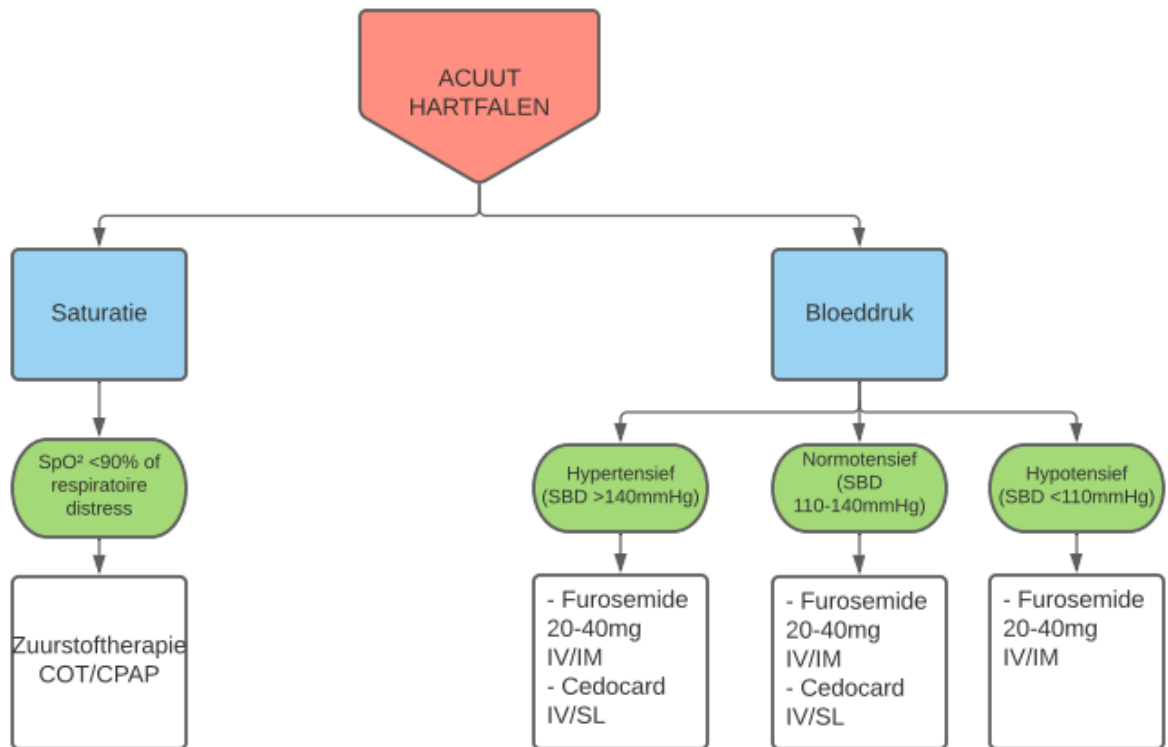 ACUUT
HARTFALEN
Saturatie
Bloeddruk
SpO² <90% of
respiratoire
distress
Hypertensief
(SBD >140mmHg)
Normotensief
(SBD
110-140mmHg)
Hypotensief
(SBD <110mmHg)
Zuurstoftherapie
COT/CPAP
- Furosemide
20-40mg
IV/IM
- Cedocard
IV/SL
- Furosemide
20-40mg
IV/IM
- Cedocard
IV/SL
- Furosemide
20-40mg
IV/IM